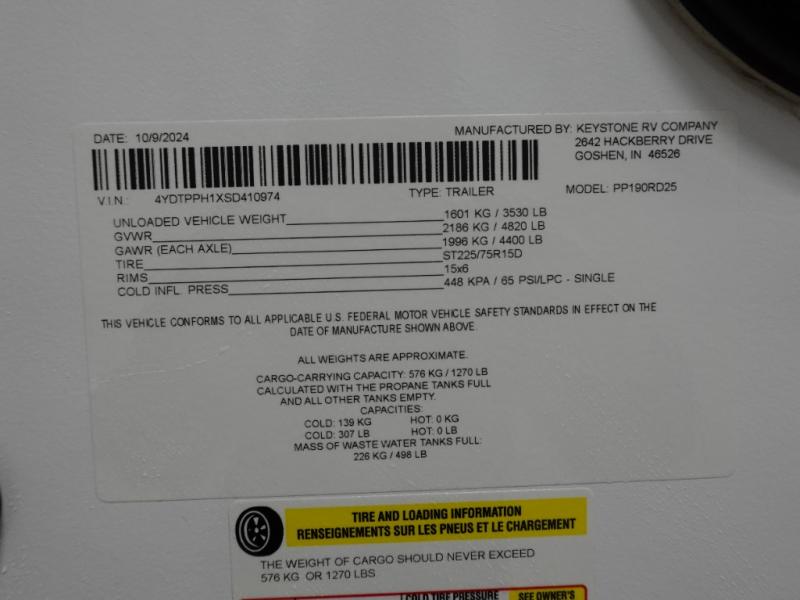 DATE: 10/9/2024
MANUFACTURED BY: KEYSTONE RV COMPANY
2642 HACKBERRY DRIVE
GOSHEN, IN 46526
V.I.N.: 4YDTPPH1XSD410974 TYPE: TRAILER MODEL: PP190RD25
UNLOADED VEHICLE WEIGHT 1601 KG / 3530 LB
GVWR 2186 KG / 4820 LB
GAWR (EACH AXLE) 1996 KG / 4400 LB
TIRE ST225/75R15D
RIMS 15x6
COLD INFL PRESS 448 KPA / 65 PSI/LPC - SINGLE
THIS VEHICLE CONFORMS TO ALL APPLICABLE U.S. FEDERAL MOTOR VEHICLE SAFETY STANDARDS IN EFFECT ON THE
DATE OF MANUFACTURE SHOWN ABOVE.
ALL WEIGHTS ARE APPROXIMATE.
CARGO-CARRYING CAPACITY: 576 KG / 1270 LB
CALCULATED WITH THE PROPANE TANKS FULL
AND ALL OTHER TANKS EMPTY.
CAPACITIES:
COLD: 139 KG HOT: 0 KG
COLD: 307 LB HOT: 0 LB
MASS OF WASTE WATER TANKS FULL:
226 KG / 498 LB
TIRE AND LOADING INFORMATION
RENSEIGNEMENTS SUR LES PNEUS ET LE CHARGEMENT
THE WEIGHT OF CARGO SHOULD NEVER EXCEED
576 KG OR 1270 LBS
COLD TIRE PRESSURE SEE OWNER'S